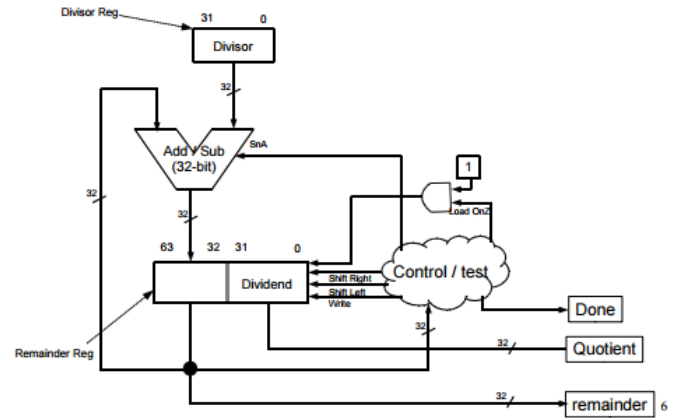 Divisor Reg
31 0
Divisor
32
Add / Sub
(32-bit)
SnA
1
32
32
Load OnZ
63 32 31 0
Dividend
Control / test
Shift Right
Shift Left
Write
Done
32
32
Quotient
Remainder Reg
32
remainder 6